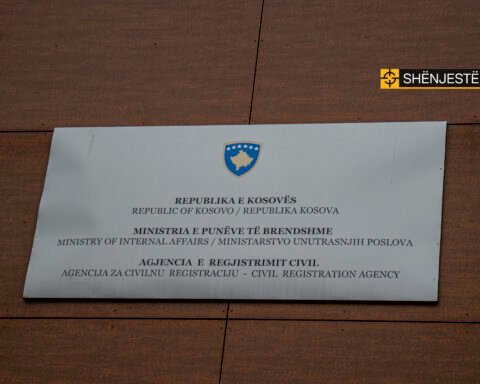 SHËNJESTË
REPUBLIKA E KOSOVËS
REPUBLIC OF KOSOVO / REPUBLIKA KOSOVA
MINISTRIA E PUNËVE TË BRENDSHME
MINISTRY OF INTERNAL AFFAIRS / MINISTARSTVO UNUTRASNJIH POSLOVA
AGJENCIA E REGJISTRIMIT CIVIL
AGENCIJA ZA CIVILNU REGISTRACIJU - CIVIL REGISTRATION AGENCY